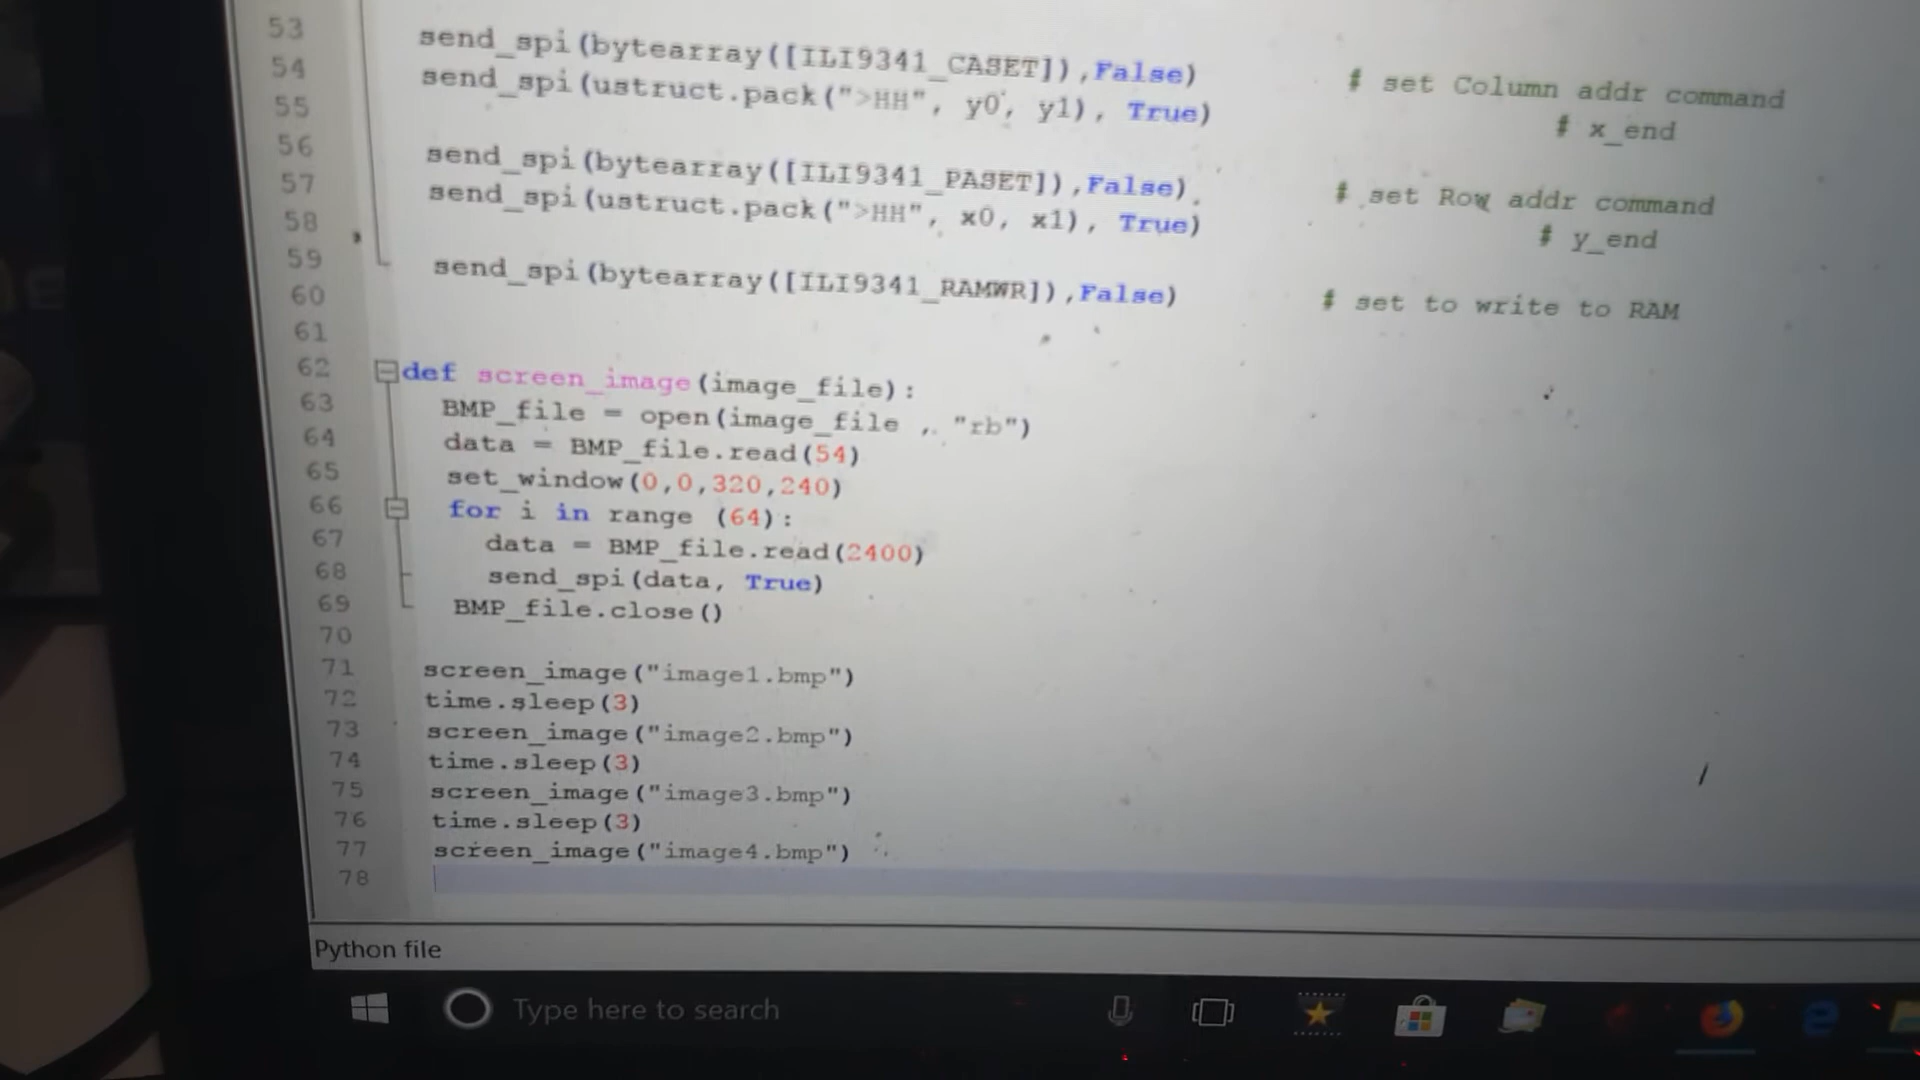 53 send_spi(bytearray([ILI9341_CASET]),False) # set Column addr command
54 send_spi(ustruct.pack(">HH", y0, y1), True) # x_end
55
56 send_spi(bytearray([ILI9341_PASET]),False) # set Row addr command
57 send_spi(ustruct.pack(">HH", x0, x1), True) # y_end
58
59 send_spi(bytearray([ILI9341_RAMWR]),False) # set to write to RAM
60
61
62 def screen_image(image_file):
63 BMP_file = open(image_file , "rb")
64 data = BMP_file.read(54)
65 set_window(0,0,320,240)
66 for i in range (64):
67 data = BMP_file.read(2400)
68 send_spi(data, True)
69 BMP_file.close()
70
71 screen_image("image1.bmp")
72 time.sleep(3)
73 screen_image("image2.bmp")
74 time.sleep(3)
75 screen_image("image3.bmp")
76 time.sleep(3)
77 screen_image("image4.bmp")
78
Python file
Type here to search